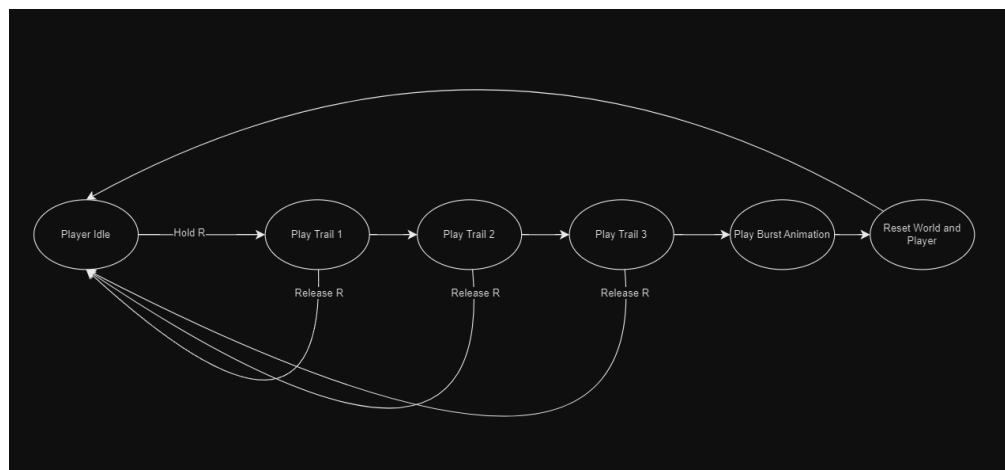 Player Idle
Hold R
Play Trail 1
Play Trail 2
Play Trail 3
Play Burst Animation
Reset World and
Player
Release R
Release R
Release R